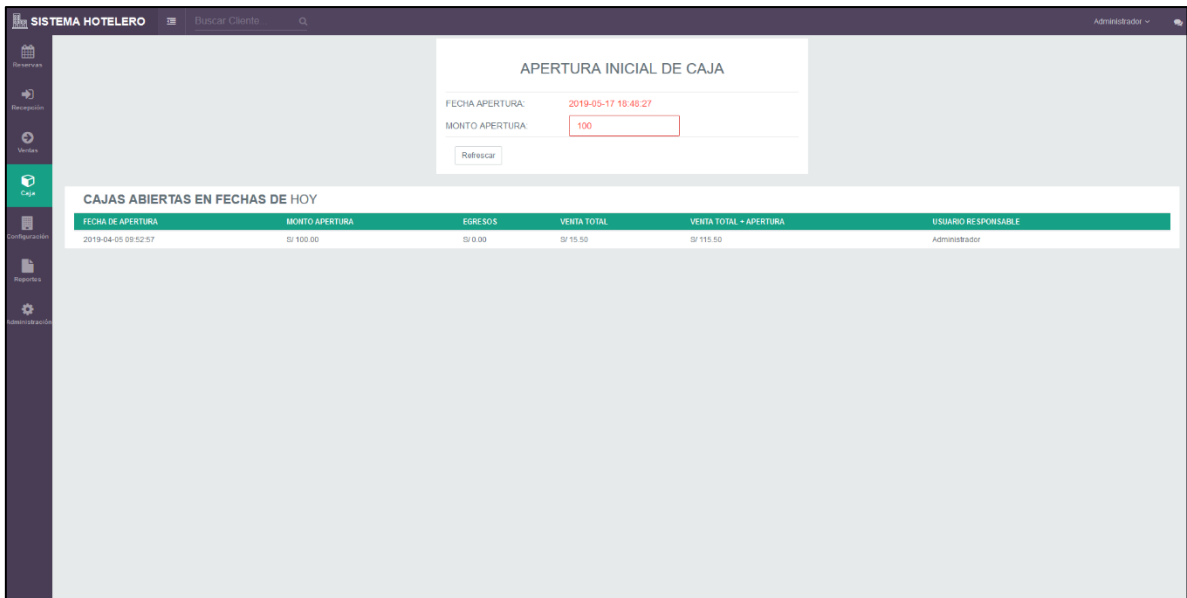 SISTEMA HOTELERO
Buscar Cliente
Administrador
Reservas
Recepción
Ventas
Caja
Configuración
Reportes
Administración
APERTURA INICIAL DE CAJA
FECHA APERTURA: 2019-05-17 18:48:27
MONTO APERTURA: 100
Refrescar
CAJAS ABIERTAS EN FECHAS DE HOY
FECHA DE APERTURA MONTO APERTURA EGRESOS VENTA TOTAL VENTA TOTAL + APERTURA USUARIO RESPONSABLE
2019-04-05 09:52:57 S/ 100.00 S/ 0.00 S/ 15.50 S/ 115.50 Administrador